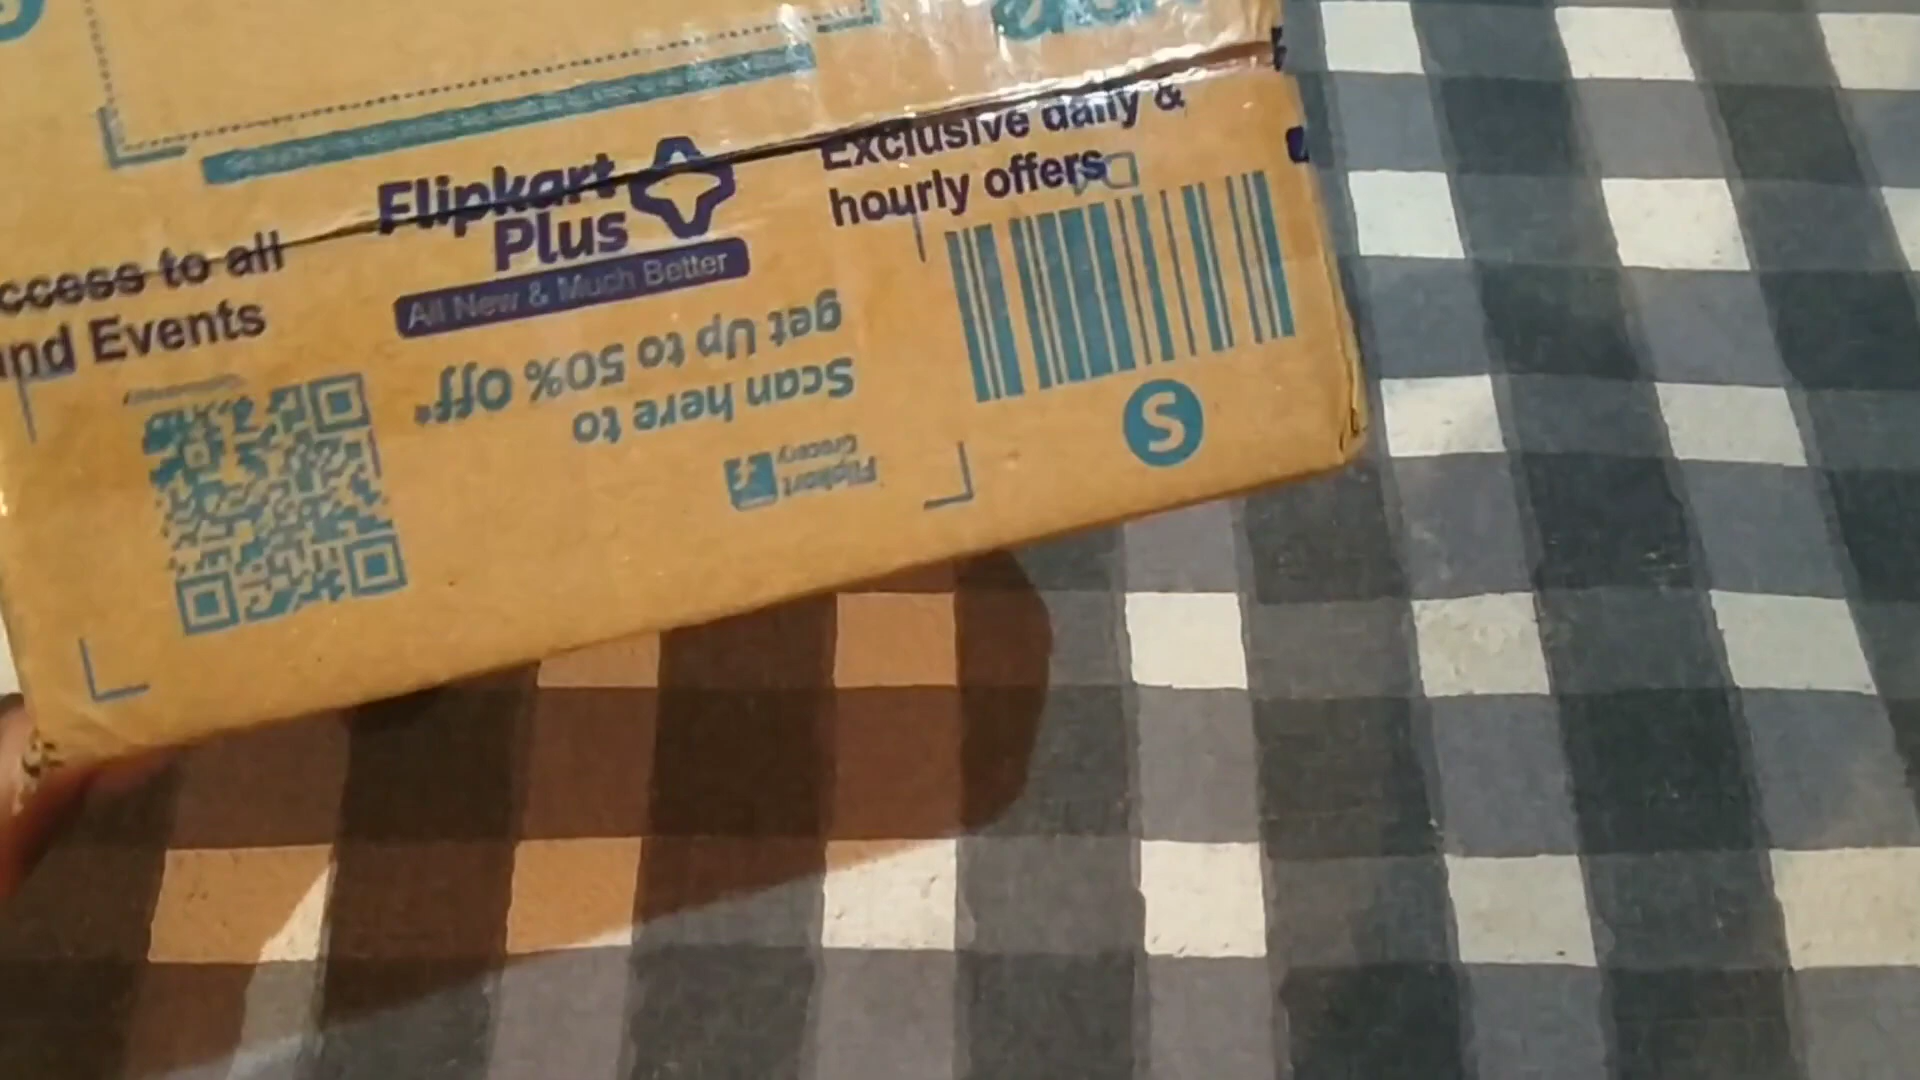 Exclusive daily &
hourly offers
Flipkart
Plus
All New & Much Better
ccess to all
nd Events
Flipkart
Grocery
Scan here to
get Up to 50% Off*
S